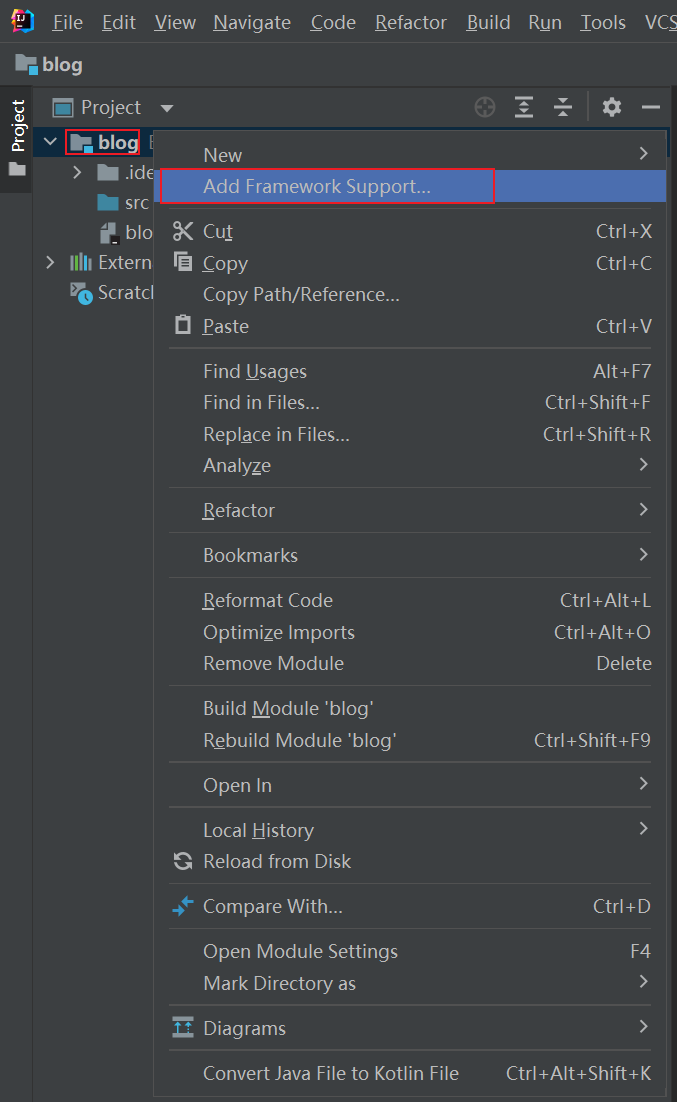 File Edit View Navigate Code Refactor Build Run Tools VCS
blog
Project
Project
blog
New
.ide
Add Framework Support...
src
Cut Ctrl+X
blo
Extern
Copy Ctrl+C
Scratch
Copy Path/Reference...
Paste Ctrl+V
Find Usages Alt+F7
Find in Files... Ctrl+Shift+F
Replace in Files... Ctrl+Shift+R
Analyze
Refactor
Bookmarks
Reformat Code Ctrl+Alt+L
Optimize Imports Ctrl+Alt+O
Remove Module Delete
Build Module 'blog'
Rebuild Module 'blog' Ctrl+Shift+F9
Open In
Local History
Reload from Disk
Compare With... Ctrl+D
Open Module Settings F4
Mark Directory as
Diagrams
Convert Java File to Kotlin File Ctrl+Alt+Shift+K